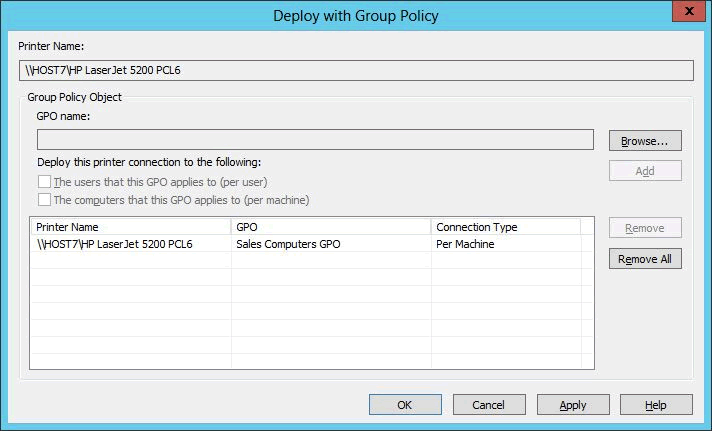 Deploy with Group Policy
x
Printer Name:
\\HOST7\HP LaserJet 5200 PCL6
Group Policy Object
GPO name:
Browse...
Deploy this printer connection to the following:
Add
The users that this GPO applies to (per user)
The computers that this GPO applies to (per machine)
Printer Name GPO Connection Type
Remove
\\HOST7\HP LaserJet 5200 PCL6 Sales Computers GPO Per Machine
Remove All
OK Cancel Apply Help